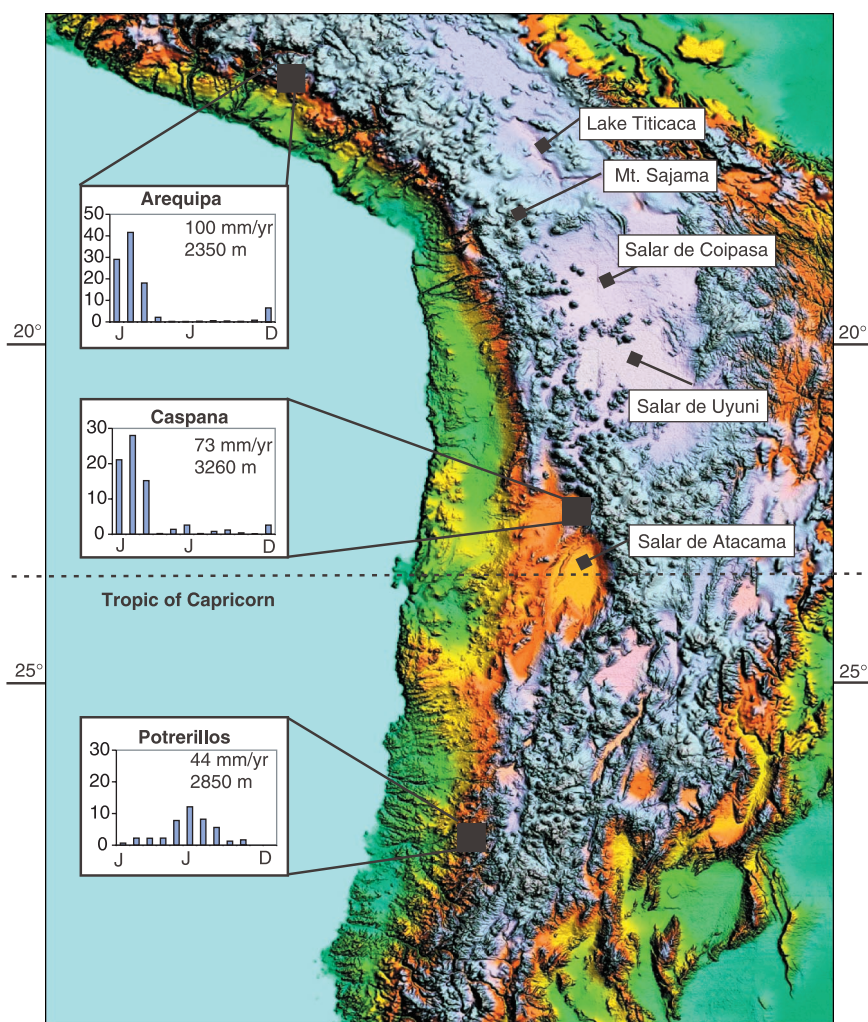 Lake Titicaca
Mt. Sajama
Arequipa
50
40
30
20
10
0
100 mm/yr
2350 m
J
J
D
Salar de Coipasa
20°
20°
Salar de Uyuni
Caspana
30
20
10
0
73 mm/yr
3260 m
J
J
D
Salar de Atacama
Tropic of Capricorn
25°
25°
Potrerillos
30
20
10
0
44 mm/yr
2850 m
J
J
D